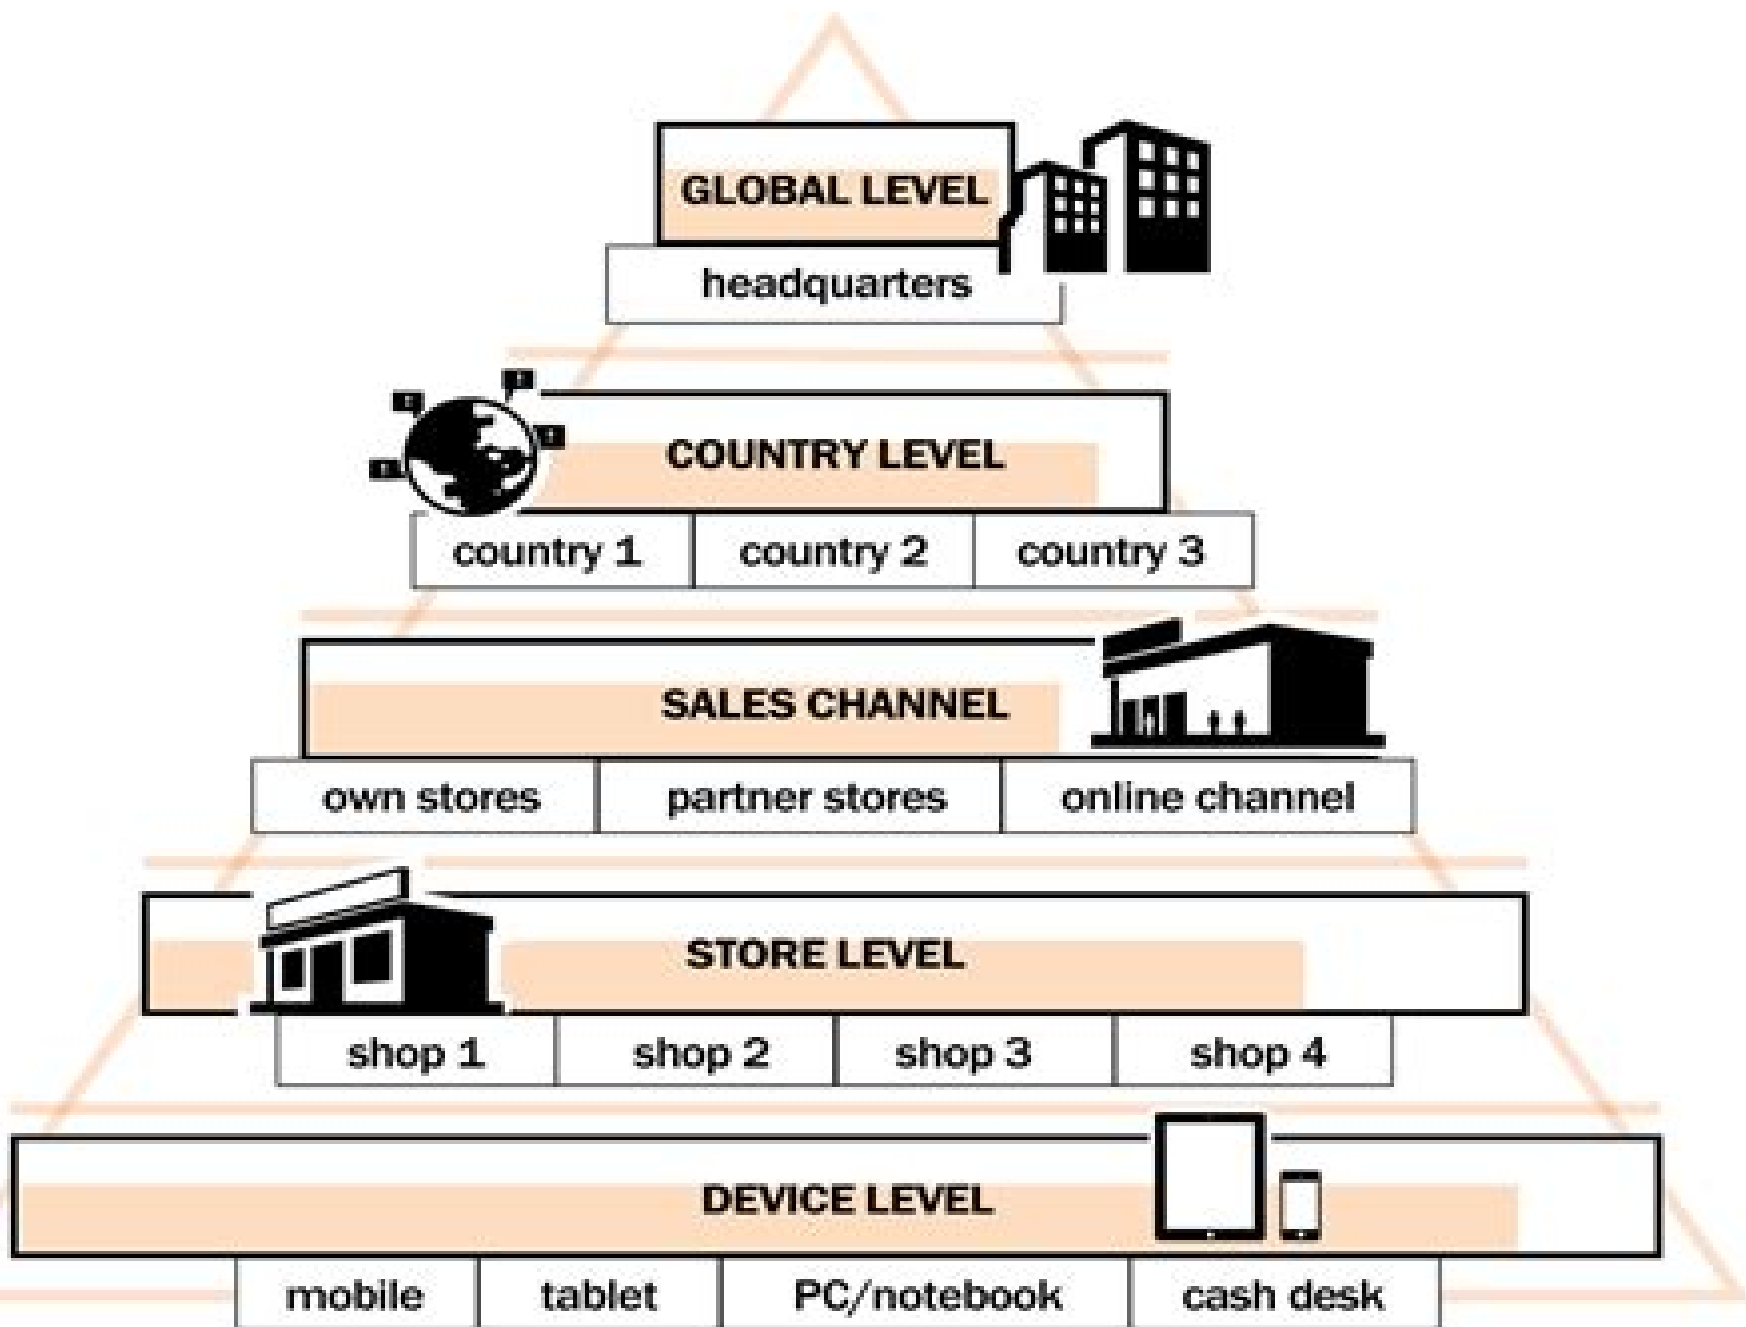 GLOBAL LEVEL
headquarters
COUNTRY LEVEL
country 1 country 2 country 3
SALES CHANNEL
own stores partner stores online channel
STORE LEVEL
shop 1 shop 2 shop 3 shop 4
DEVICE LEVEL
mobile tablet PC/notebook cash desk